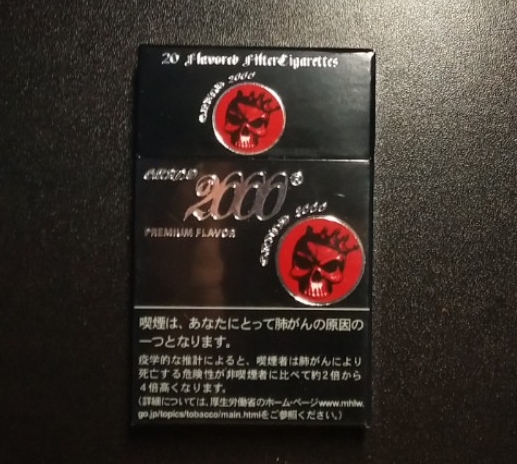 20 Flavored FilterCigarettes
ARNTO 2000
ARNTO
2000®
PREMIUM FLAVOR
ARNTO 2000
喫煙は、あなたにとって肺がんの原因の
一つとなります。
疫学的な推計によると、喫煙者は肺がんにより
死亡する危険性が非喫煙者に比べて約2倍から
4倍高くなります。
(詳細については、厚生労働省のホームページwww.mhlw.
go.jp/topics/tobacco/main.htmlをご参照ください。)